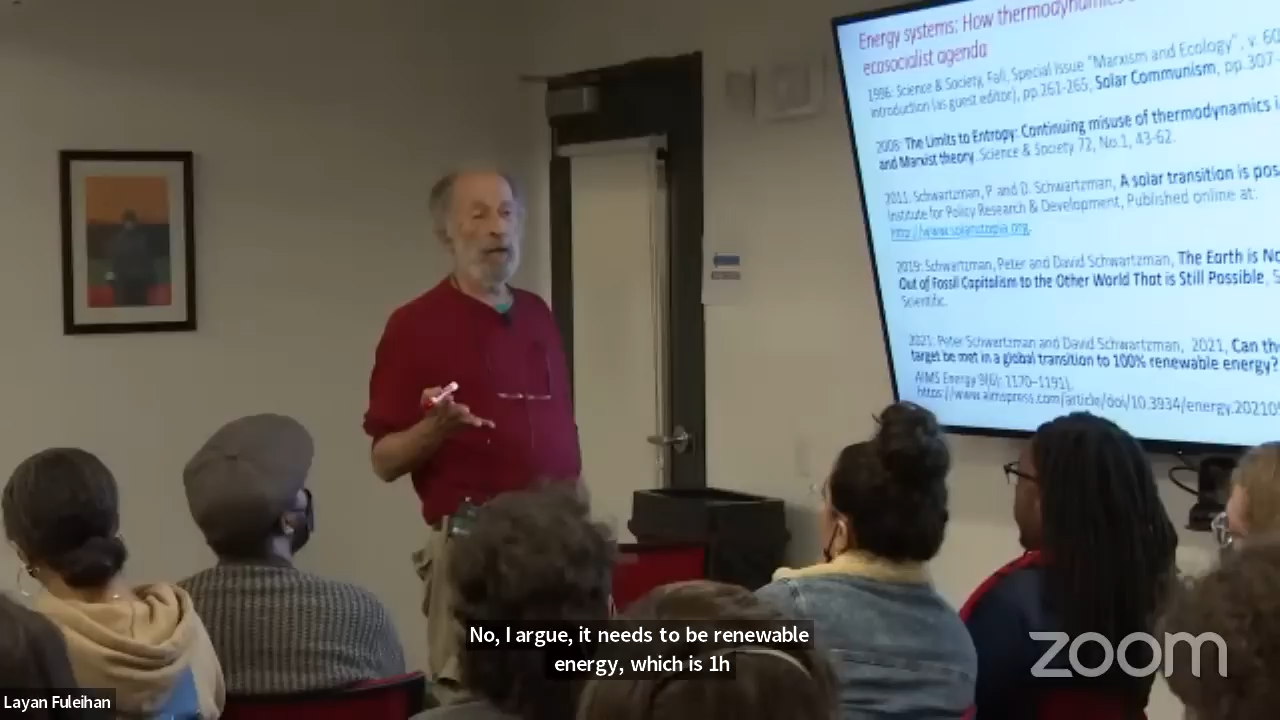 Energy systems: How thermodynamics
ecosocialist agenda
1996: Science & Society, Fall, Special Issue "Marxism and Ecology", v. 60
introduction (as guest editor), pp.261-265, Solar Communism, pp.307-
2008: The Limits to Entropy: Continuing misuse of thermodynamics i
and Marxist theory. Science & Society 72, No.1, 43-62.
2011: Schwartzman, P. and D. Schwartzman, A solar transition is pos
Institute for Policy Research & Development, Published online at:
http://www.solarutopia.org.
2019: Schwartzman, Peter and David Schwartzman, The Earth is No
Out of Fossil Capitalism to the Other World That is Still Possible, S
Scientific.
2021: Peter Schwartzman and David Schwartzman, 2021, Can th
target be met in a global transition to 100% renewable energy?
AIMS Energy 9(6): 1170–1191).
https://www.aimspress.com/article/doi/10.3934/energy.20210
No, I argue, it needs to be renewable
energy, which is 1h
zoom
Layan Fuleihan